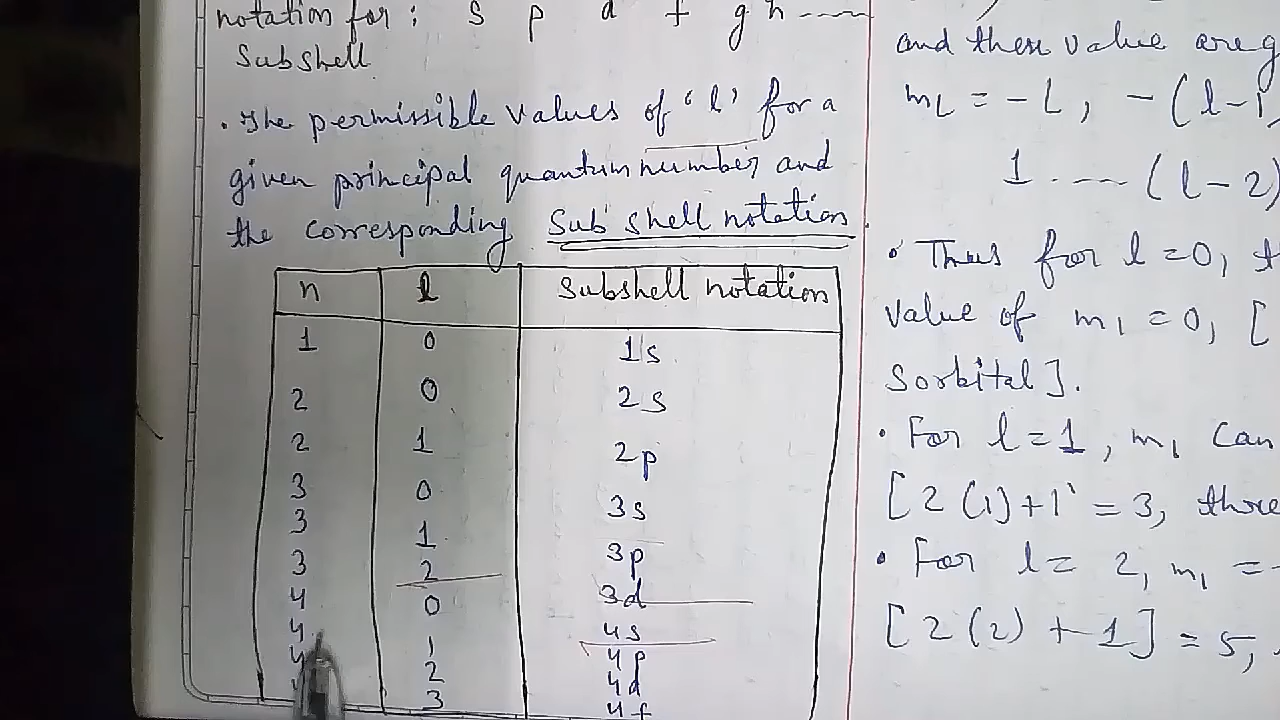 notation for : s p d f g h ----
Subshell
. The permissible values of 'l' for a
given principal quantum number and
the corresponding Sub shell notation.
n l Subshell notation
1 0 1s
2 0 2s
2 1 2p
3 0 3s
3 1 3p
3 2 3d
4 0 4s
4 1 4p
4 2 4d
3 4f
and these value are g
mL = -L, -(l-1,
1 ---- (l-2)
• Thus for l=0, t
value of m1 = 0, [
Sorbital].
• For l=1, m1 Can
[2(1)+1 = 3, three
• For l= 2, m1 = -
[2(2) + 1] = 5,